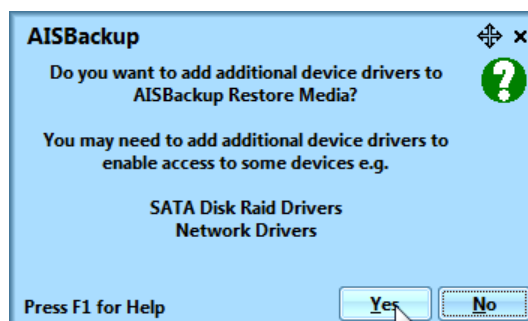 AISBackup
Do you want to add additional device drivers to
AISBackup Restore Media?
You may need to add additional device drivers to
enable access to some devices e.g.
SATA Disk Raid Drivers
Network Drivers
Press F1 for Help
Yes
No